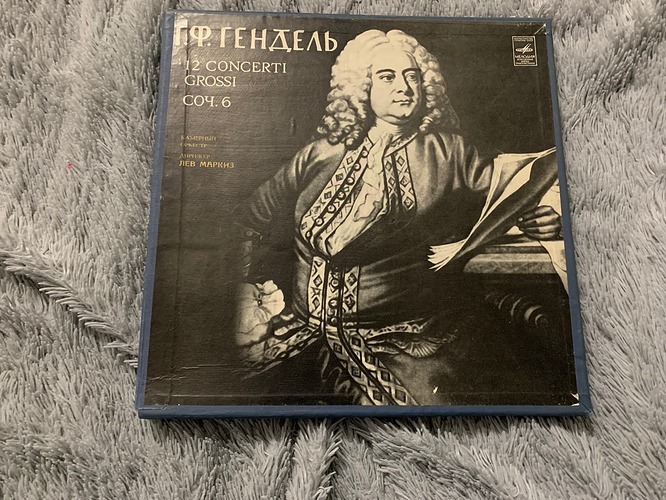 Г.Ф. ГЕНДЕЛЬ
12 CONCERTI
GROSSI
СОЧ. 6
КАМЕРНЫЙ
ОРКЕСТР
ДИРИЖЕР
ЛЕВ МАРКИЗ
МЕЛОДИЯ